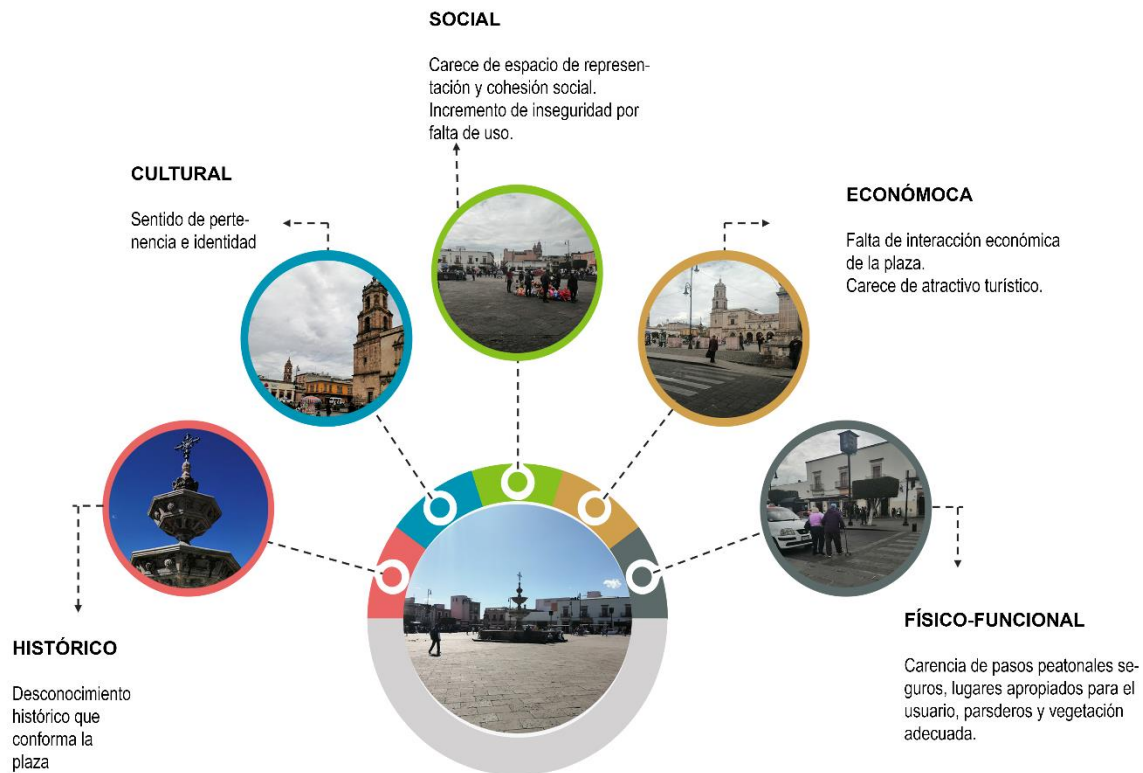 SOCIAL
Carece de espacio de represen-
tación y cohesión social.
Incremento de inseguridad por
falta de uso.
CULTURAL
Sentido de perte-
nencia e identidad
ECONÓMOCA
Falta de interacción económica
de la plaza.
Carece de atractivo turístico.
HISTÓRICO
Desconocimiento
histórico que
conforma la
plaza
FÍSICO-FUNCIONAL
Carencia de pasos peatonales se-
guros, lugares apropiados para el
usuario, parsderos y vegetación
adecuada.